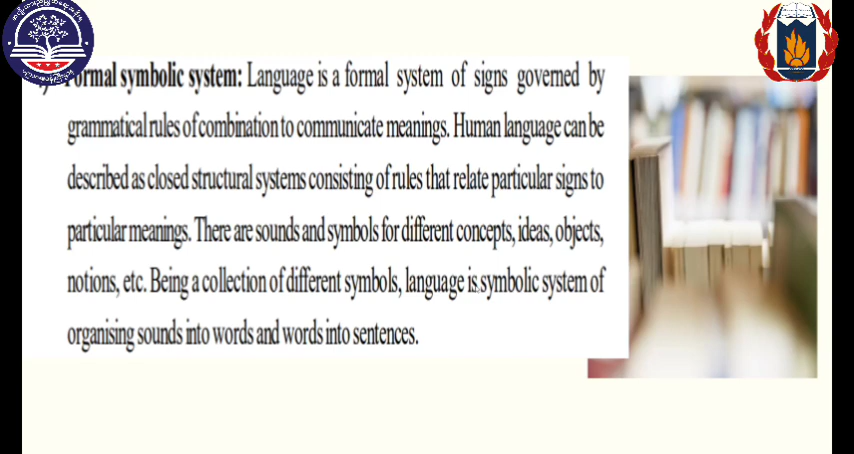 Formal symbolic system: Language is a formal system of signs governed by
grammatical rules of combination to communicate meanings. Human language can be
described as closed structural systems consisting of rules that relate particular signs to
particular meanings. There are sounds and symbols for different concepts, ideas, objects,
notions, etc. Being a collection of different symbols, language is symbolic system of
organising sounds into words and words into sentences.